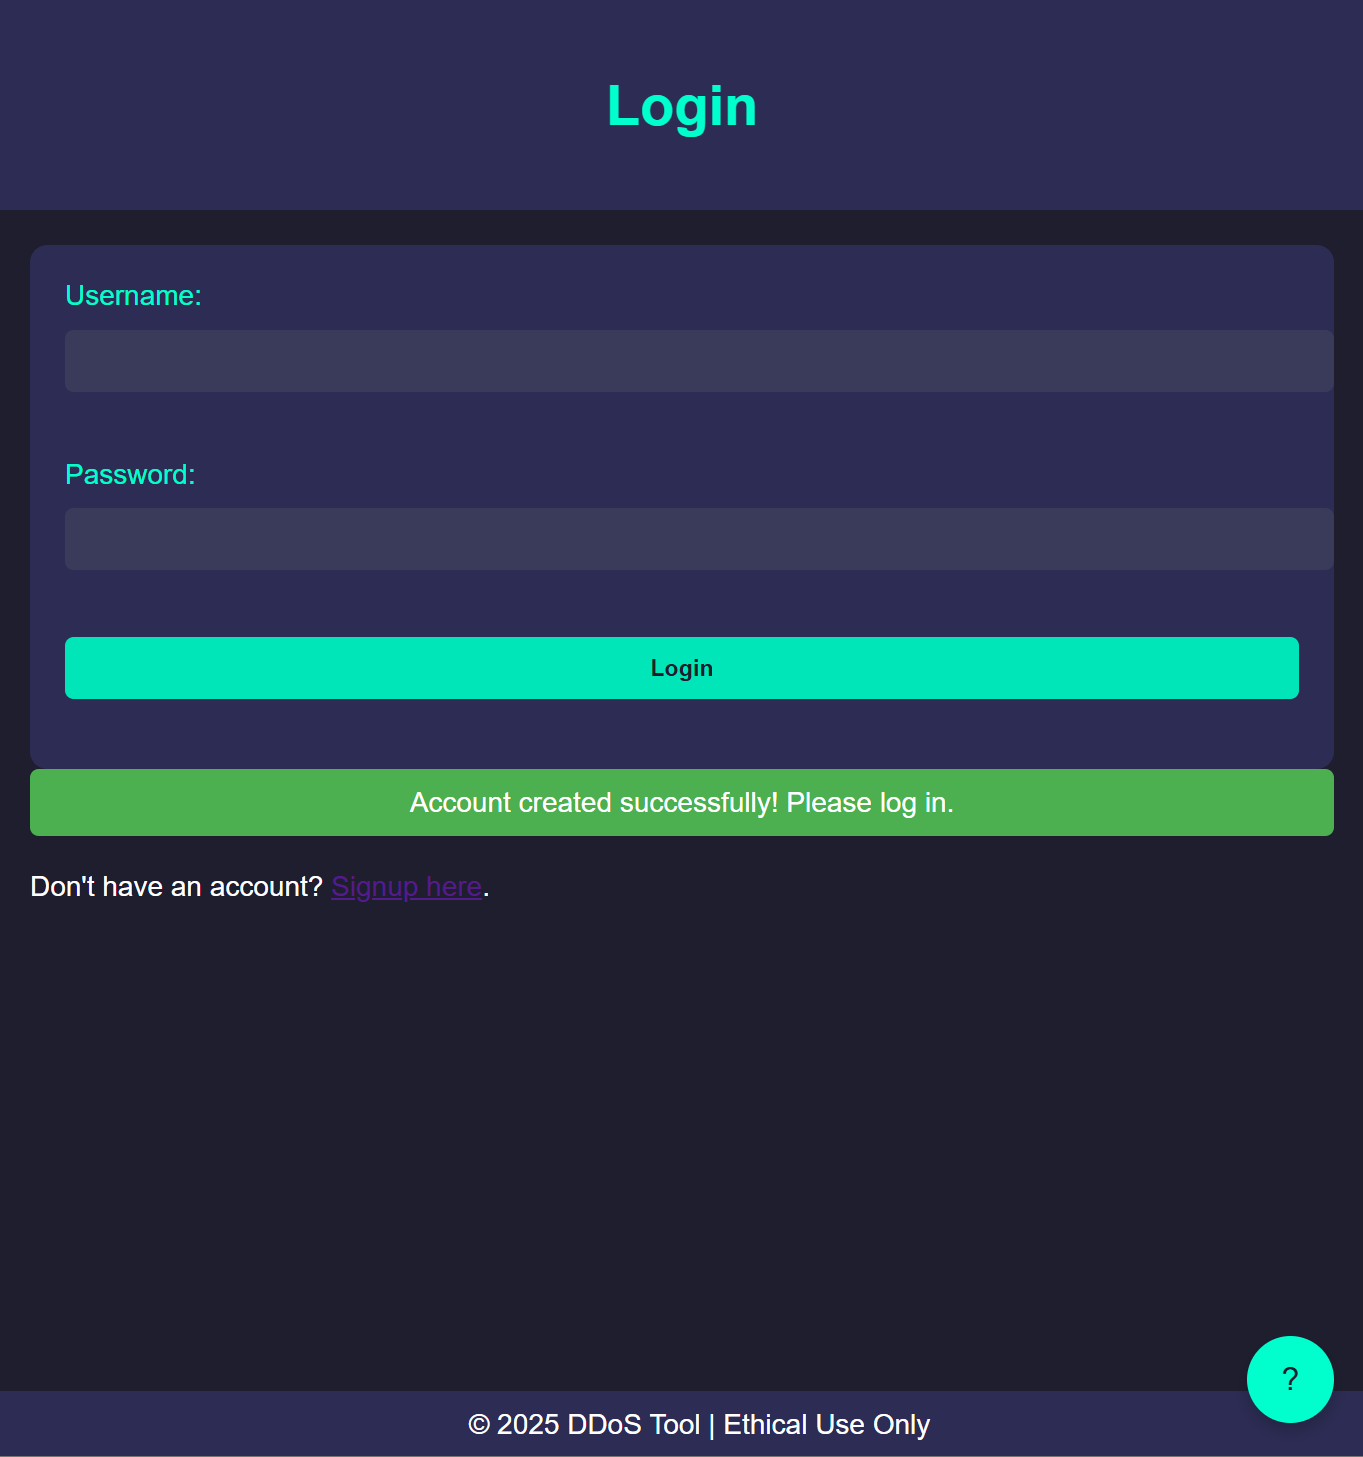 Login
Username:
Password:
Login
Account created successfully! Please log in.
Don't have an account? Signup here.
?
© 2025 DDoS Tool | Ethical Use Only